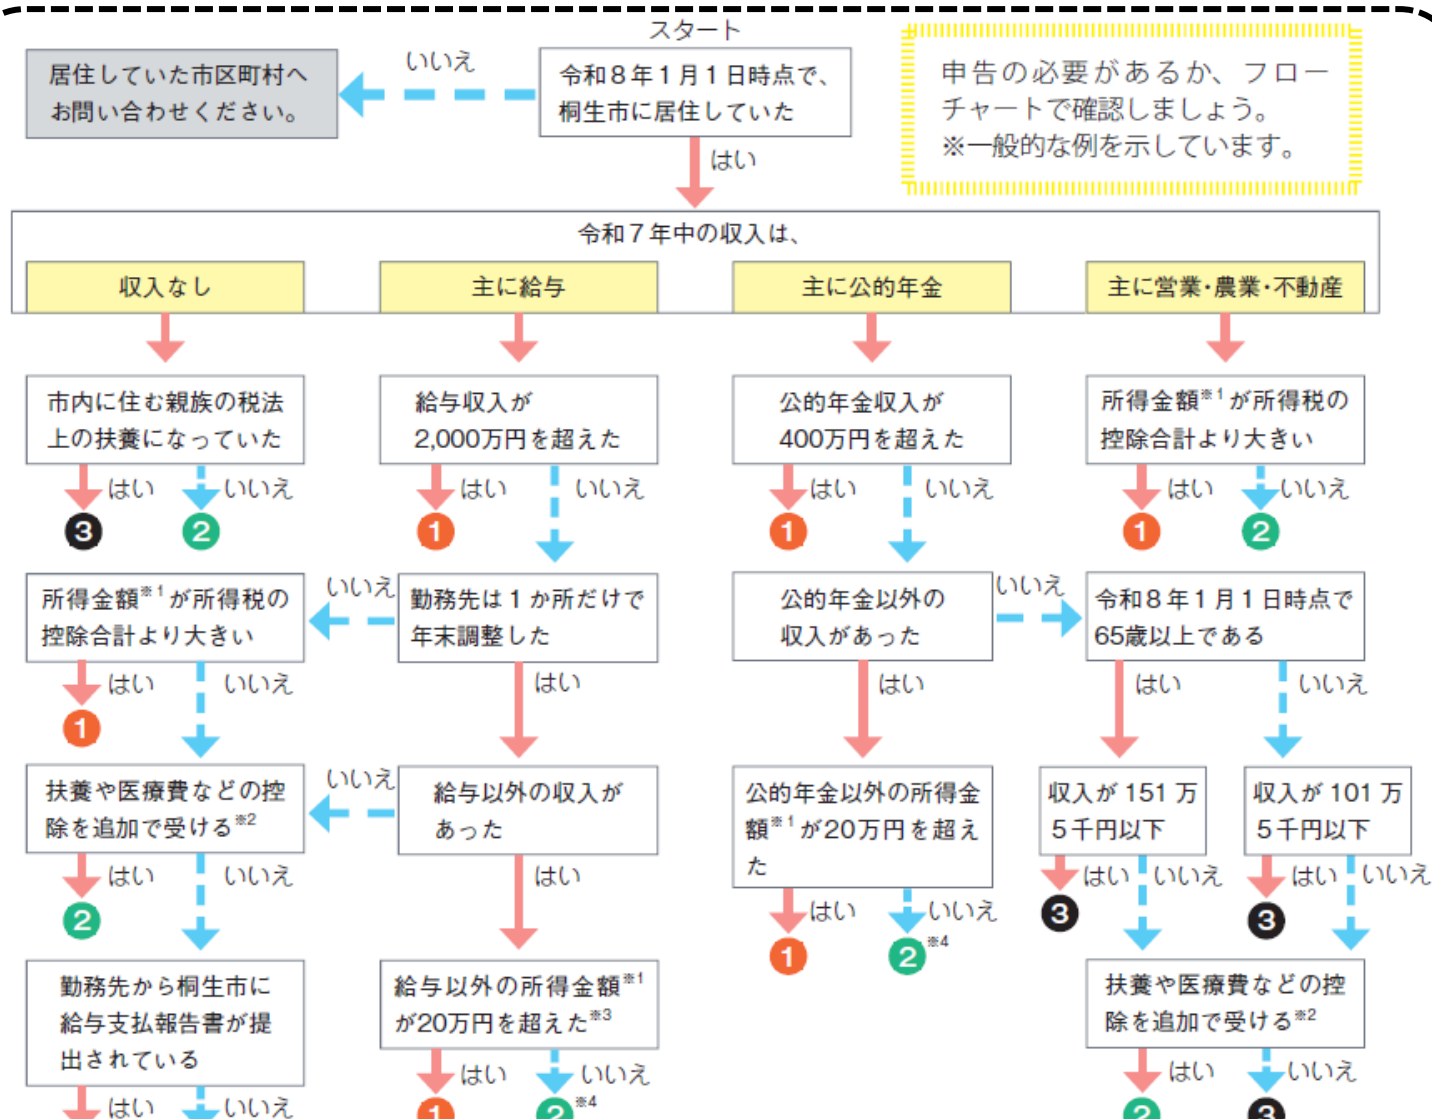 スタート
令和8年1月1日時点で、
桐生市に居住していた
いいえ
居住していた市区町村へ
お問い合わせください。
申告の必要があるか、フロー
チャートで確認しましょう。
※一般的な例を示しています。
はい
令和7年中の収入は、
収入なし
主に給与
主に公的年金
主に営業・農業・不動産
市内に住む親族の税法
上の扶養になっていた
はい
いいえ
3
2
給与収入が
2,000万円を超えた
はい
いいえ
1
公的年金収入が
400万円を超えた
はい
いいえ
1
所得金額※1が所得税の
控除合計より大きい
はい
いいえ
1
2
所得金額※1が所得税の
控除合計より大きい
はい
いいえ
1
いいえ
勤務先は1か所だけで
年末調整した
はい
公的年金以外の
収入があった
はい
いいえ
令和8年1月1日時点で
65歳以上である
はい
いいえ
扶養や医療費などの控
除を追加で受ける※2
はい
いいえ
2
いいえ
給与以外の収入が
あった
はい
公的年金以外の所得金
額※1が20万円を超え
た
はい
いいえ
1
2※4
収入が151万
5千円以下
はい
いいえ
3
収入が101万
5千円以下
はい
いいえ
3
勤務先から桐生市に
給与支払報告書が提
出されている
はい
いいえ
給与以外の所得金額※1
が20万円を超えた※3
はい
いいえ
1
2※4
扶養や医療費などの控
除を追加で受ける※2
はい
いいえ
2
3